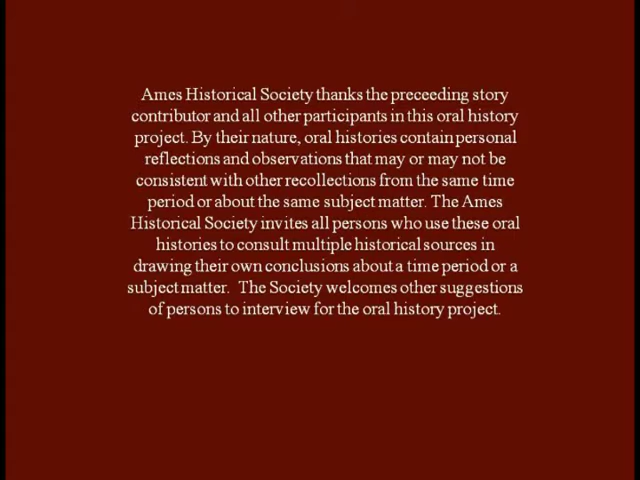 Ames Historical Society thanks the preceeding story
contributor and all other participants in this oral history
project. By their nature, oral histories contain personal
reflections and observations that may or may not be
consistent with other recollections from the same time
period or about the same subject matter. The Ames
Historical Society invites all persons who use these oral
histories to consult multiple historical sources in
drawing their own conclusions about a time period or a
subject matter. The Society welcomes other suggestions
of persons to interview for the oral history project.